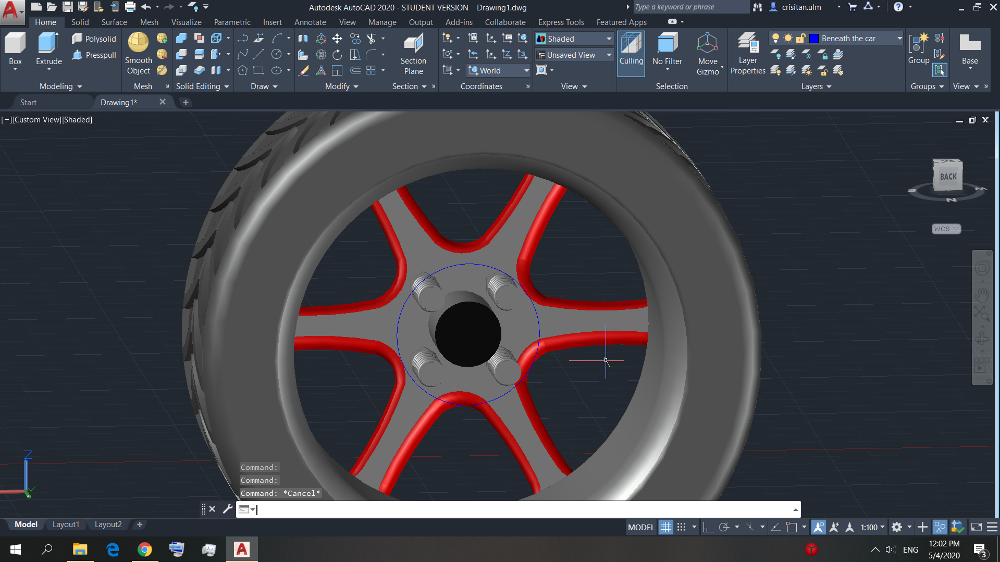 Autodesk AutoCAD 2020 - STUDENT VERSION Drawing1.dwg
Type a keyword or phrase
crisitan.ulm
Home Solid Surface Mesh Visualize Parametric Insert Annotate View Manage Output Add-ins Collaborate Express Tools Featured Apps
Box
Extrude
Polysolid
Presspull
Smooth
Object
Section
Plane
World
Shaded
Unsaved View
Culling
No Filter
Move
Gizmo
Layer
Properties
Beneath the car
Group
Base
Modeling Mesh Solid Editing Draw Modify Section Coordinates View Selection Layers Groups View
Start Drawing1*
[−][Custom View][Shaded]
BACK
N
WCS
Z
Command:
Command:
Command: *Cancel*
Model Layout1 Layout2
MODEL
1:100
ENG
12:02 PM
5/4/2020
3